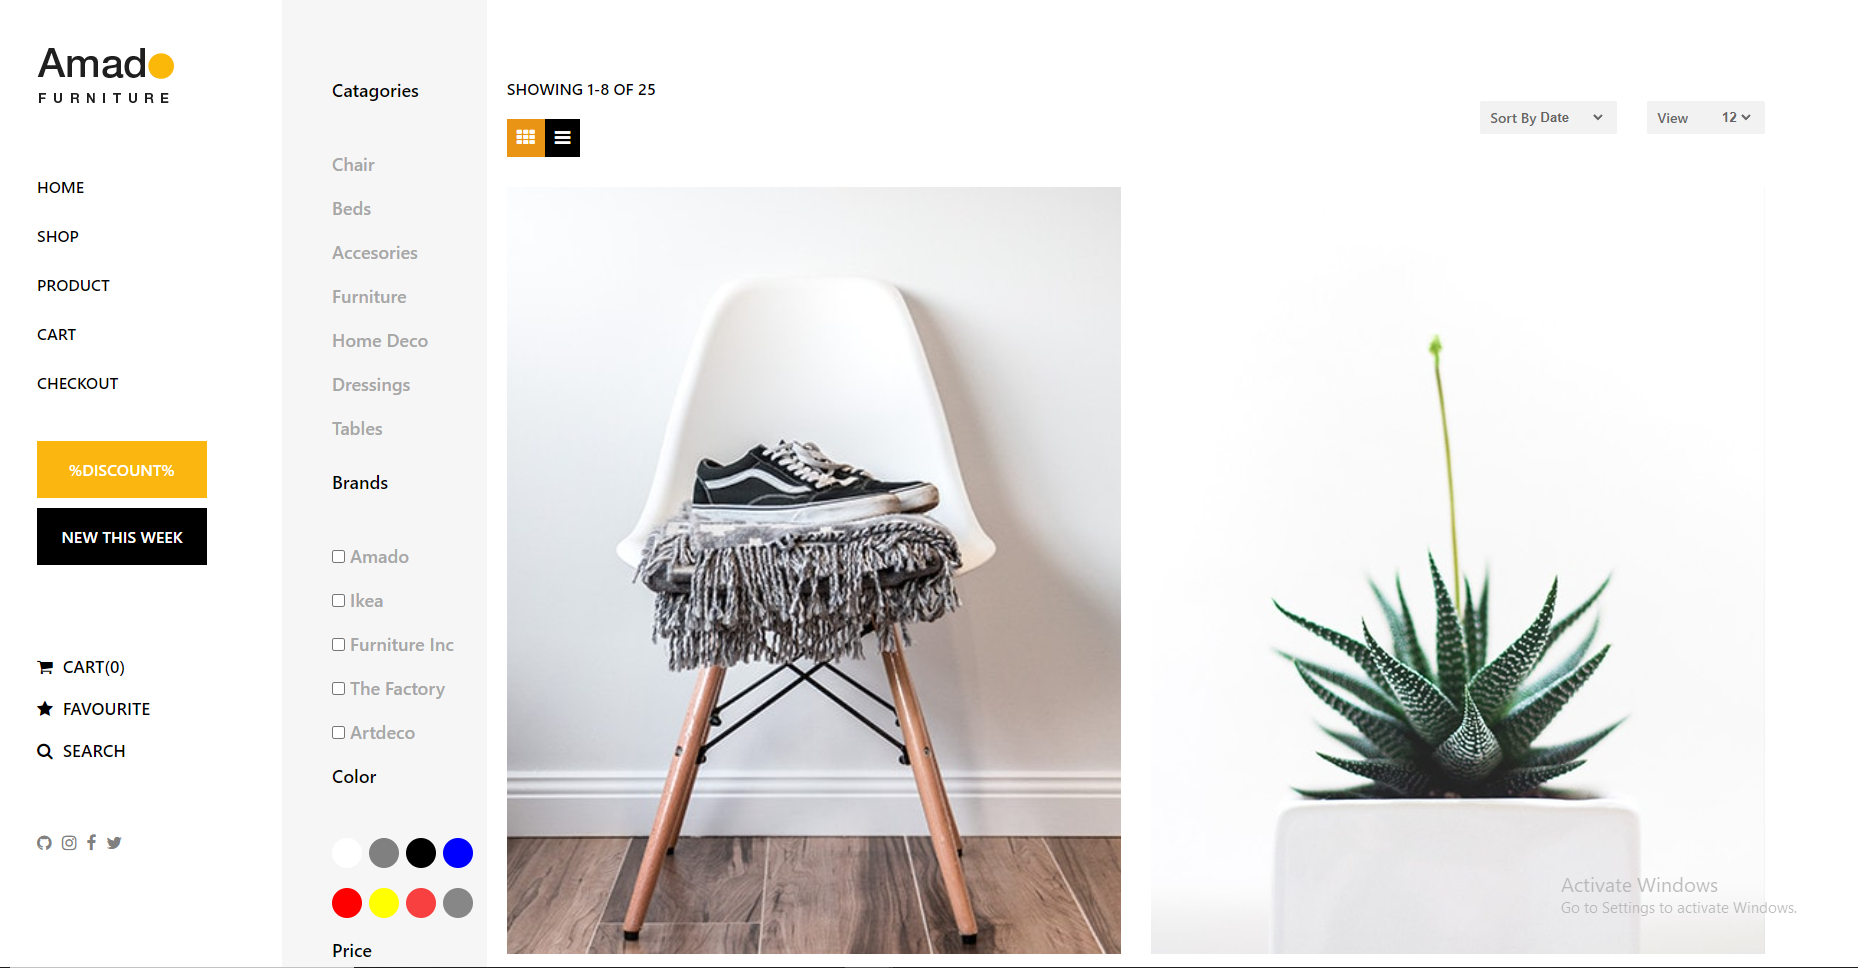 Amado
FURNITURE
HOME
SHOP
PRODUCT
CART
CHECKOUT
%DISCOUNT%
NEW THIS WEEK
CART(0)
FAVOURITE
SEARCH
Catagories
Chair
Beds
Accesories
Furniture
Home Deco
Dressings
Tables
Brands
Amado
Ikea
Furniture Inc
The Factory
Artdeco
Color
Price
SHOWING 1-8 OF 25
Sort By Date
View 12
Activate Windows
Go to Settings to activate Windows.